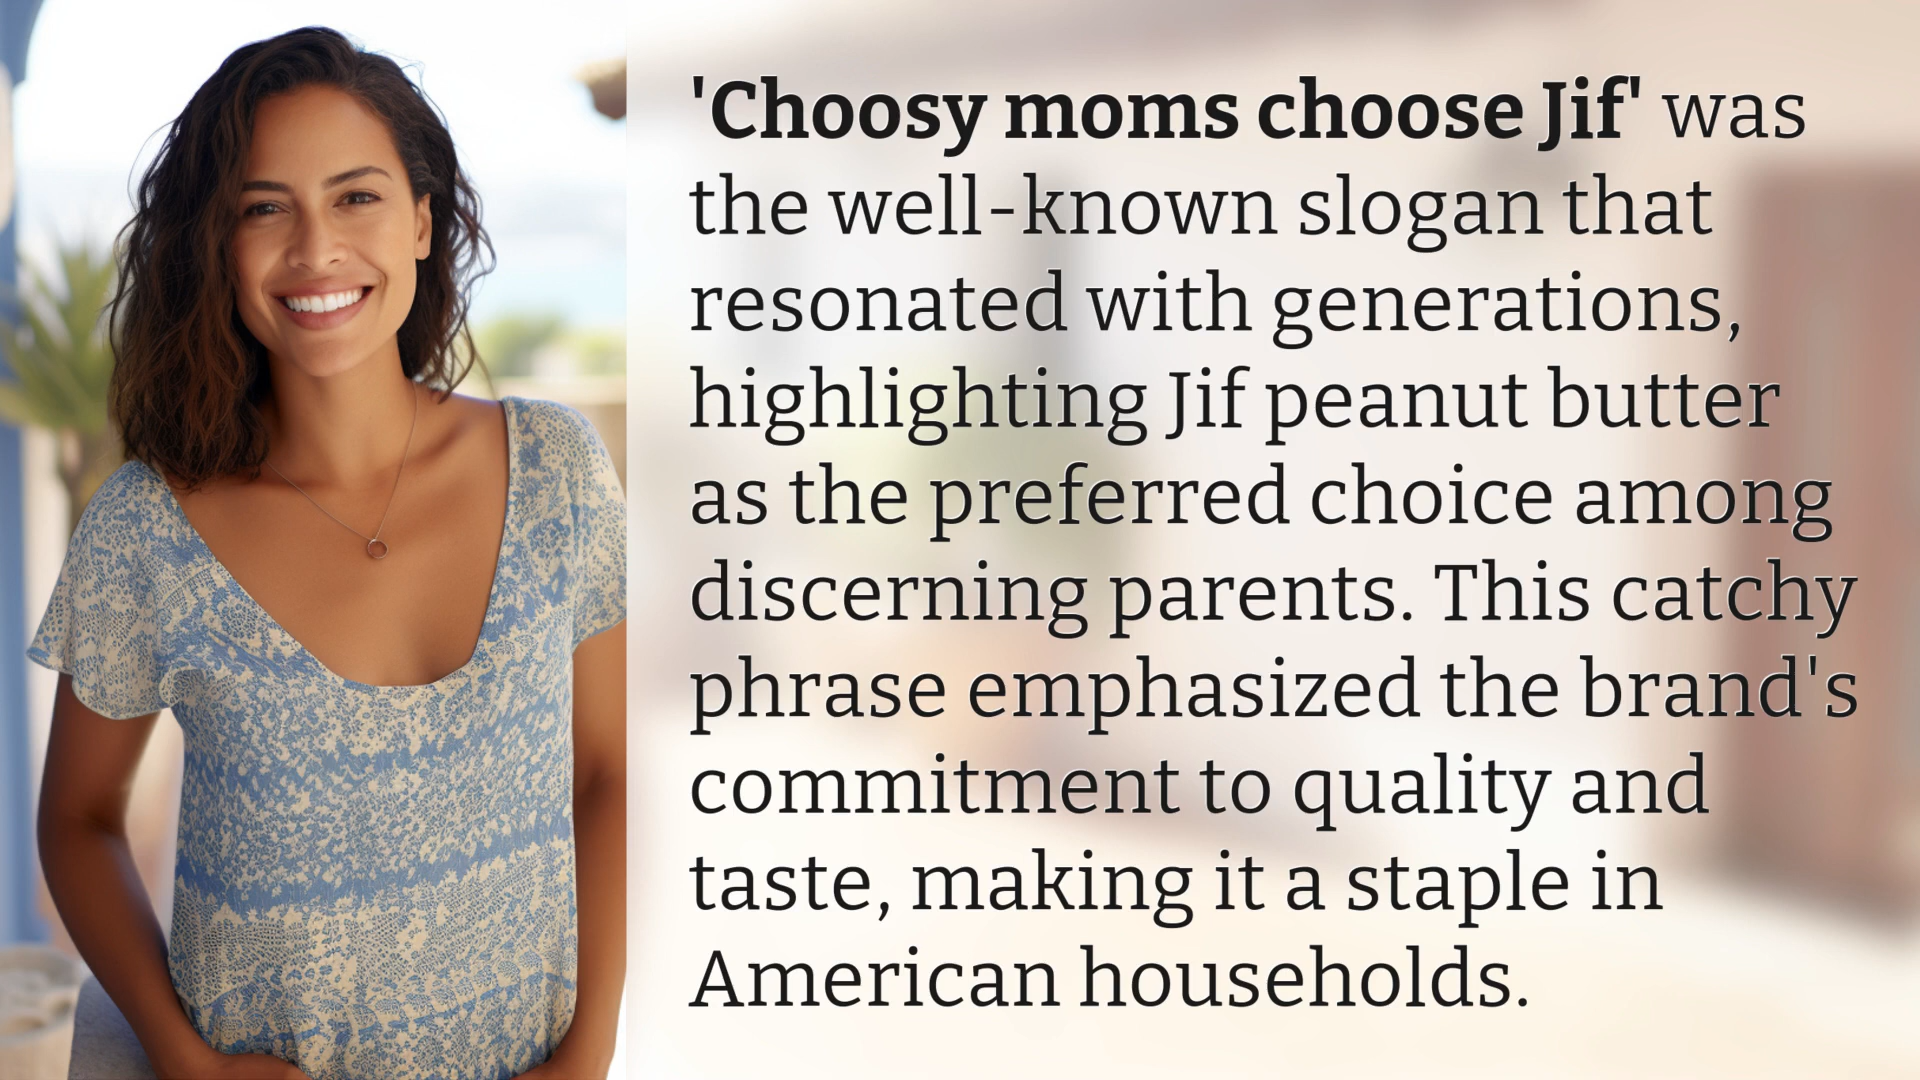 'Choosy moms choose Jif' was
the well-known slogan that
resonated with generations,
highlighting Jif peanut butter
as the preferred choice among
discerning parents. This catchy
phrase emphasized the brand's
commitment to quality and
taste, making it a staple in
American households.